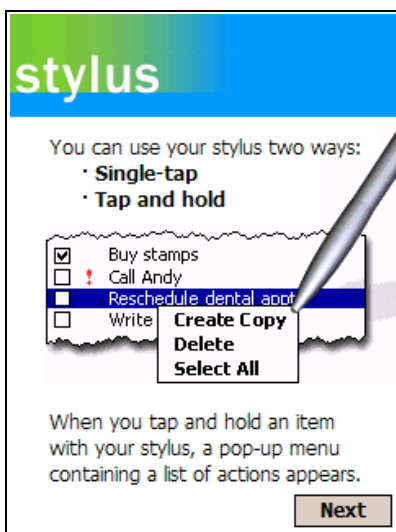 stylus
You can use your stylus two ways:
· Single-tap
· Tap and hold
Buy stamps
! Call Andy
Reschedule dental appt
Write
Create Copy
Delete
Select All
When you tap and hold an item
with your stylus, a pop-up menu
containing a list of actions appears.
Next